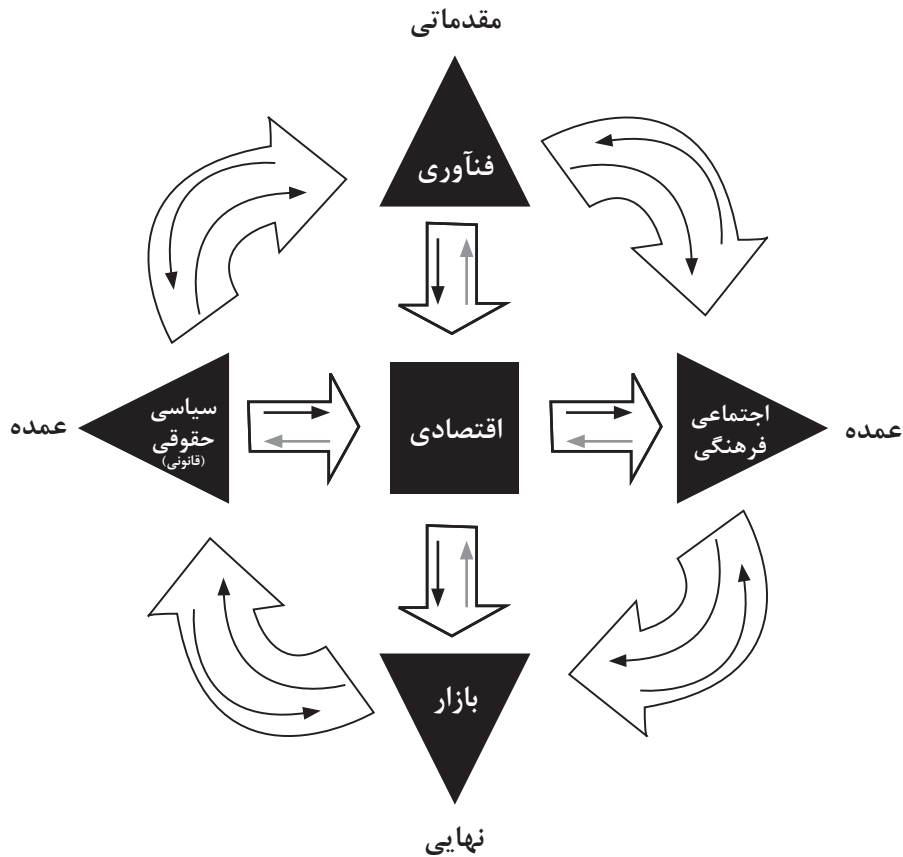 مقدماتی
فنآوری
اجتماعی
فرهنگی
عمده
اقتصادی
سیاسی
حقوقی
(قانونی)
عمده
بازار
نهایی